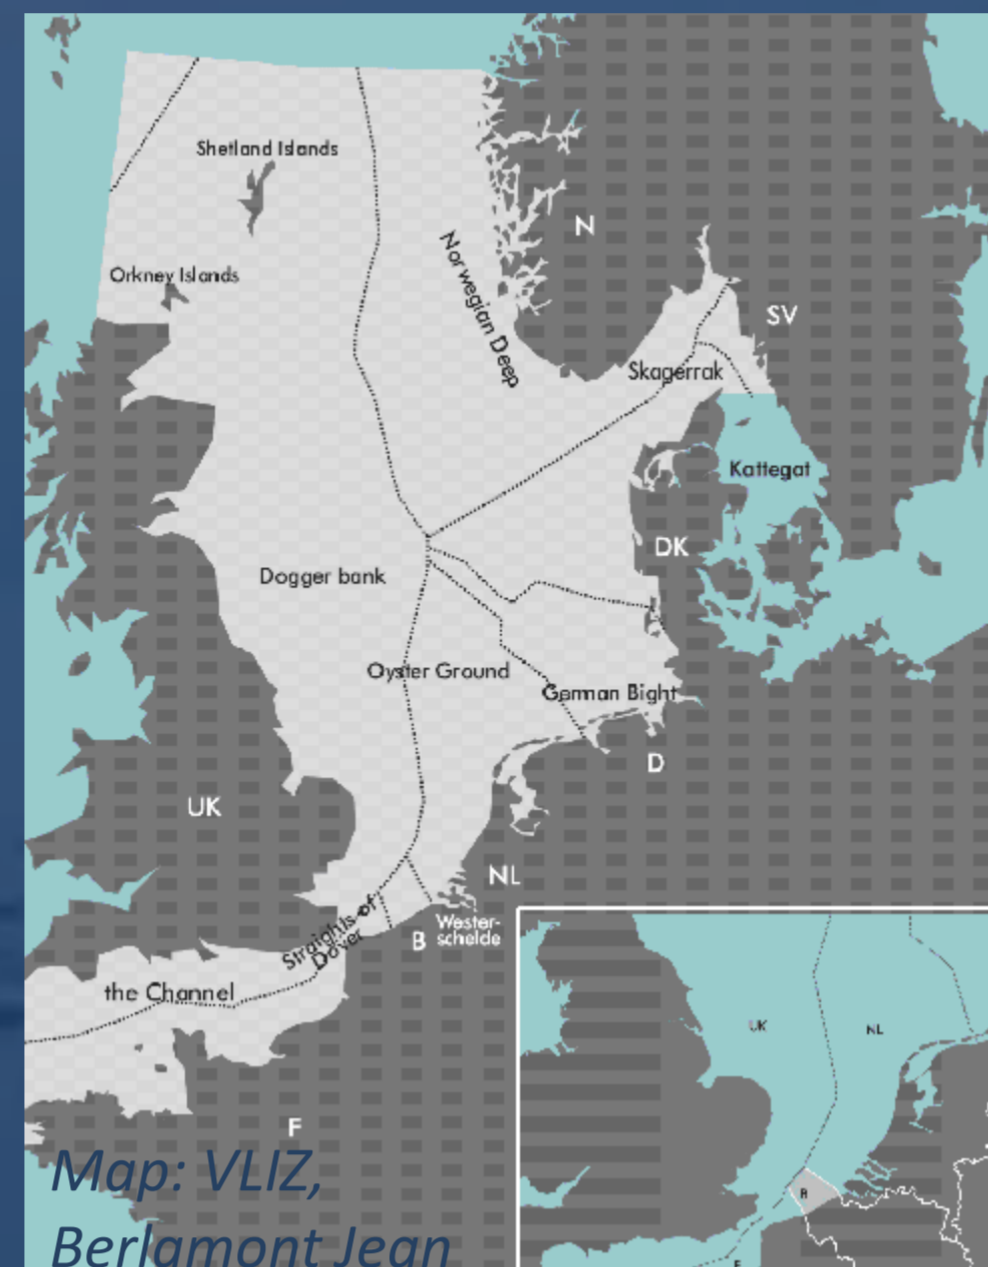 Shetland Islands
N
Norwegian Deep
Orkney Islands
SV
Skagerrak
Kattegat
DK
Dogger bank
Oyster Ground
German Bight
D
UK
NL
Wester-
schelde
B
Straights of
Dover
the Channel
F
UK
NL
B
F
Map: VLIZ,
Berlamont Jean